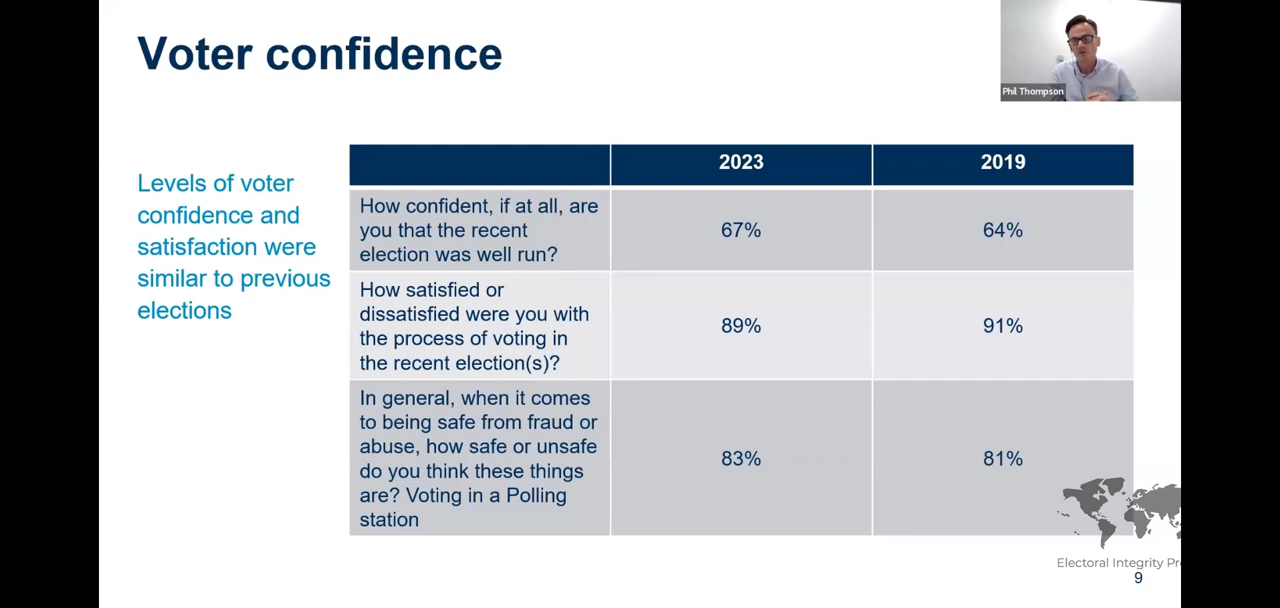 Voter confidence
Phil Thompson
Levels of voter
confidence and
satisfaction were
similar to previous
elections
2023
2019
How confident, if at all, are
you that the recent
election was well run?
67%
64%
How satisfied or
dissatisfied were you with
the process of voting in
the recent election(s)?
89%
91%
In general, when it comes
to being safe from fraud or
abuse, how safe or unsafe
do you think these things
are? Voting in a Polling
station
83%
81%
Electoral Integrity Pr
9